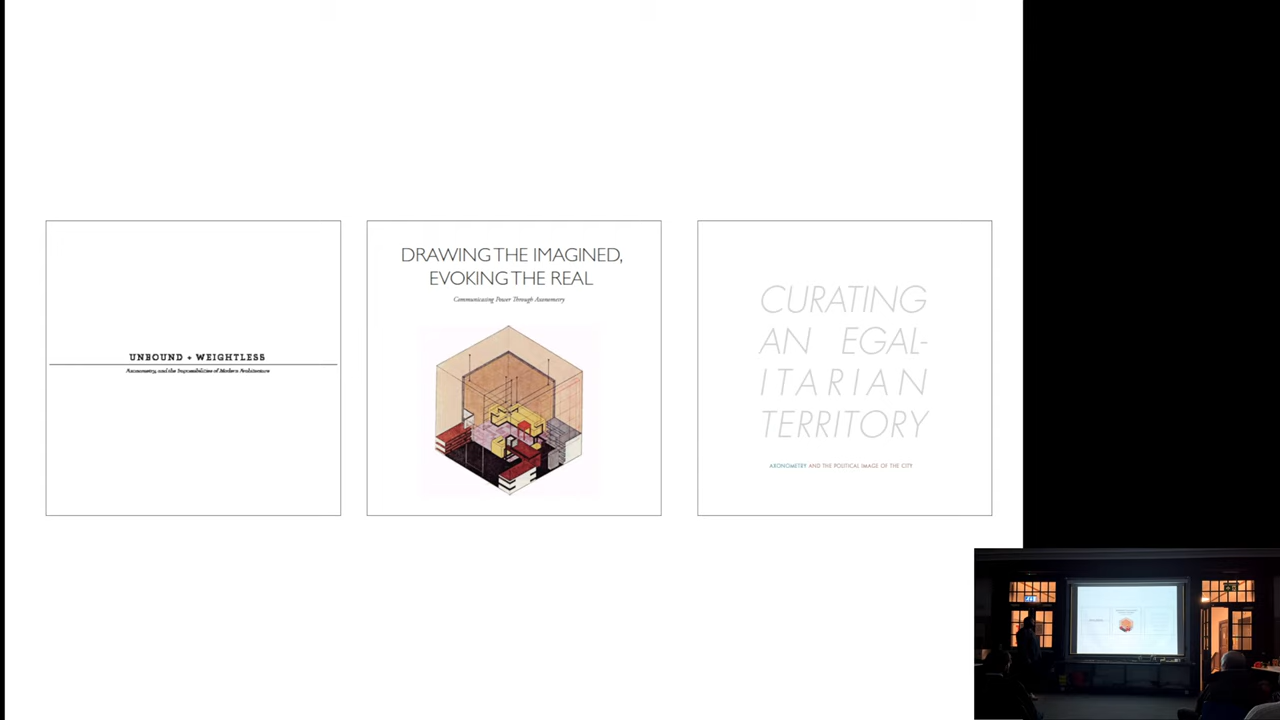 UNBOUND + WEIGHTLESS
Axonometry, and the Impossibilities of Modern Architecture
DRAWING THE IMAGINED,
EVOKING THE REAL
Communicating Power Through Axonometry
CURATING
AN EGAL-
ITARIAN
TERRITORY
AXONOMETRY AND THE POLITICAL IMAGE OF THE CITY